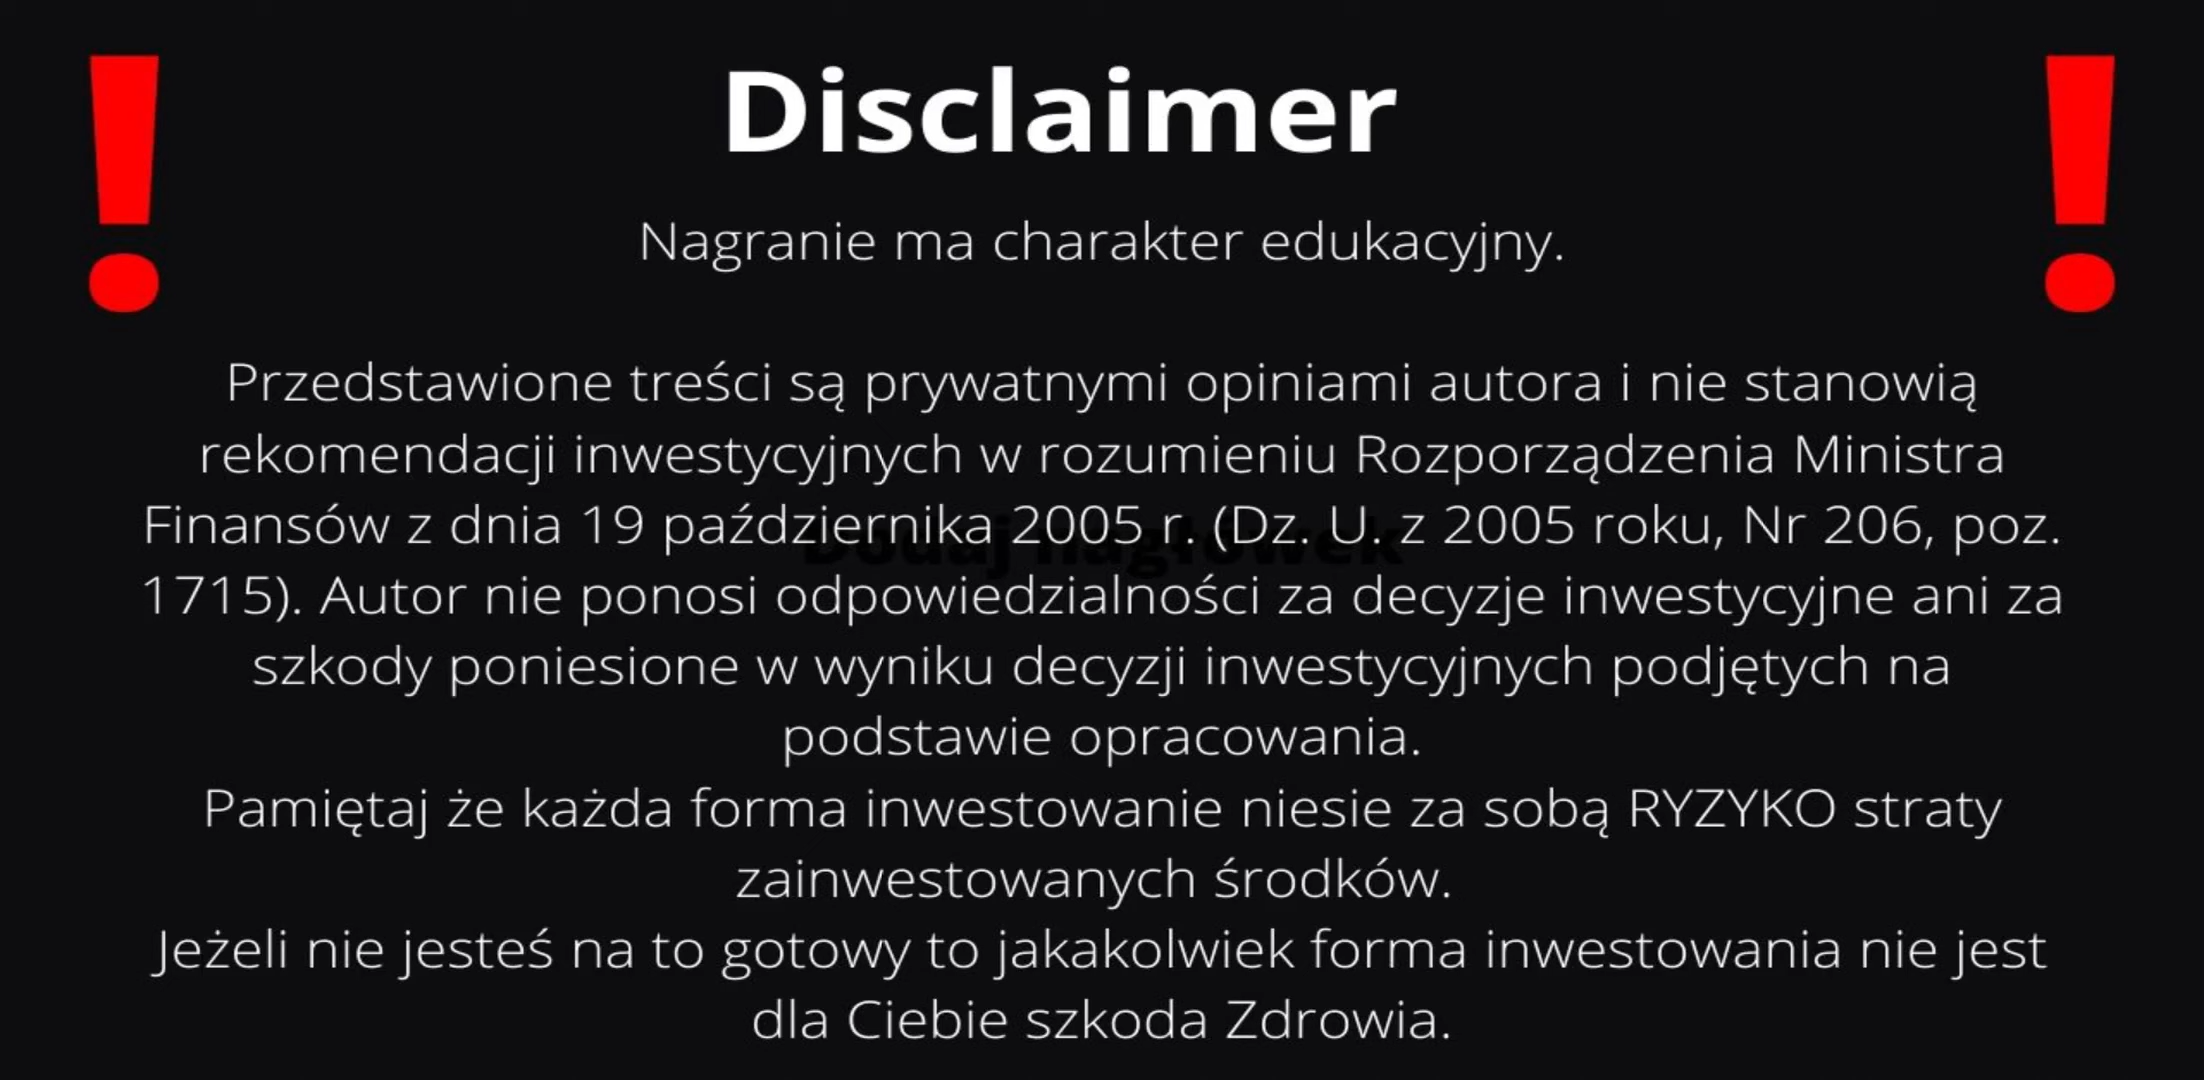 Disclaimer
Nagranie ma charakter edukacyjny.
Przedstawione treści są prywatnymi opiniami autora i nie stanowią
rekomendacji inwestycyjnych w rozumieniu Rozporządzenia Ministra
Finansów z dnia 19 października 2005 r. (Dz. U. z 2005 roku, Nr 206, poz.
Dodaj nagłówek
1715). Autor nie ponosi odpowiedzialności za decyzje inwestycyjne ani za
szkody poniesione w wyniku decyzji inwestycyjnych podjętych na
podstawie opracowania.
Pamiętaj że każda forma inwestowanie niesie za sobą RYZYKO straty
zainwestowanych środków.
Jeżeli nie jesteś na to gotowy to jakakolwiek forma inwestowania nie jest
dla Ciebie szkoda Zdrowia.